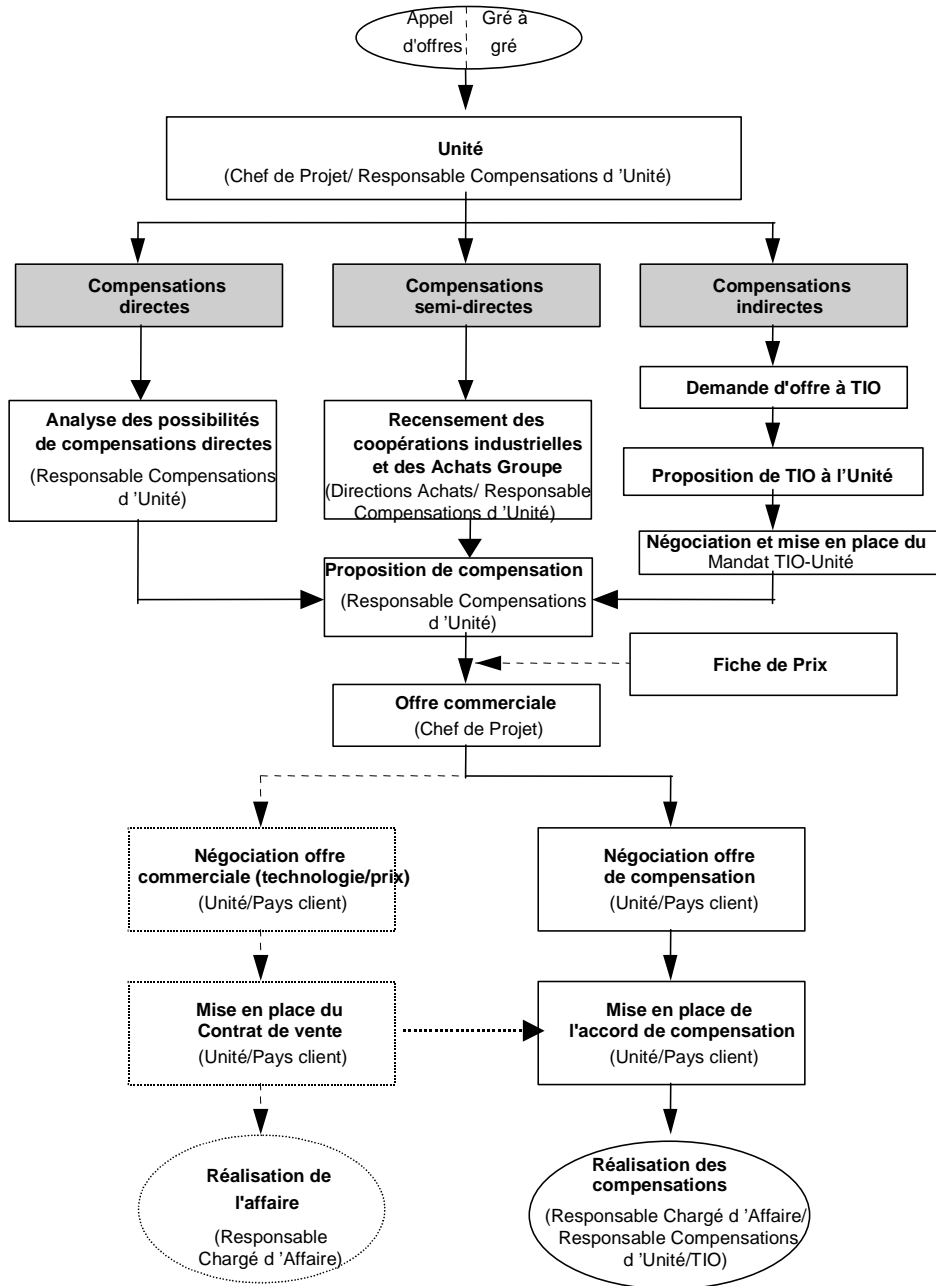 Appel
d'offres
Gré à
gré
Unité
(Chef de Projet/ Responsable Compensations d ’Unité)
Compensations
directes
Compensations
semi-directes
Compensations
indirectes
Analyse des possibilités
de compensations directes
(Responsable Compensations
d ’Unité)
Recensement des
coopérations industrielles
et des Achats Groupe
(Directions Achats/ Responsable
Compensations d ’Unité)
Demande d'offre à TIO
Proposition de TIO à l’Unité
Négociation et mise en place du
Mandat TIO-Unité
Proposition de compensation
(Responsable Compensations
d ’Unité)
Fiche de Prix
Offre commerciale
(Chef de Projet)
Négociation offre
commerciale (technologie/prix)
(Unité/Pays client)
Négociation offre
de compensation
(Unité/Pays client)
Mise en place du
Contrat de vente
(Unité/Pays client)
Mise en place de
l'accord de compensation
(Unité/Pays client)
Réalisation de
l'affaire
(Responsable
Chargé d ’Affaire)
Réalisation des
compensations
(Responsable Chargé d ’Affaire/
Responsable Compensations
d ’Unité/TIO)